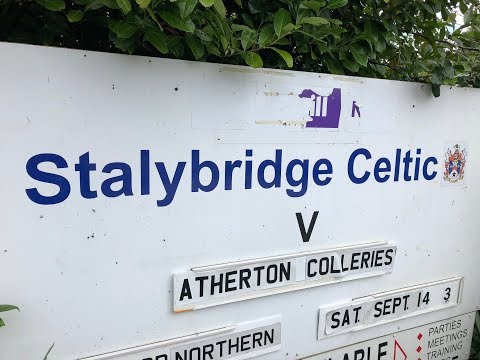 Stalybridge Celtic
V
ATHERTON COLLERIES
SAT. SEPT. 14 3
NORTHERN
PARTIES
MEETINGS
TRAINING